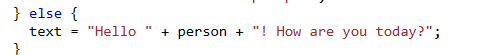 } else {
  text = "Hello " + person + "! How are you today?";
}